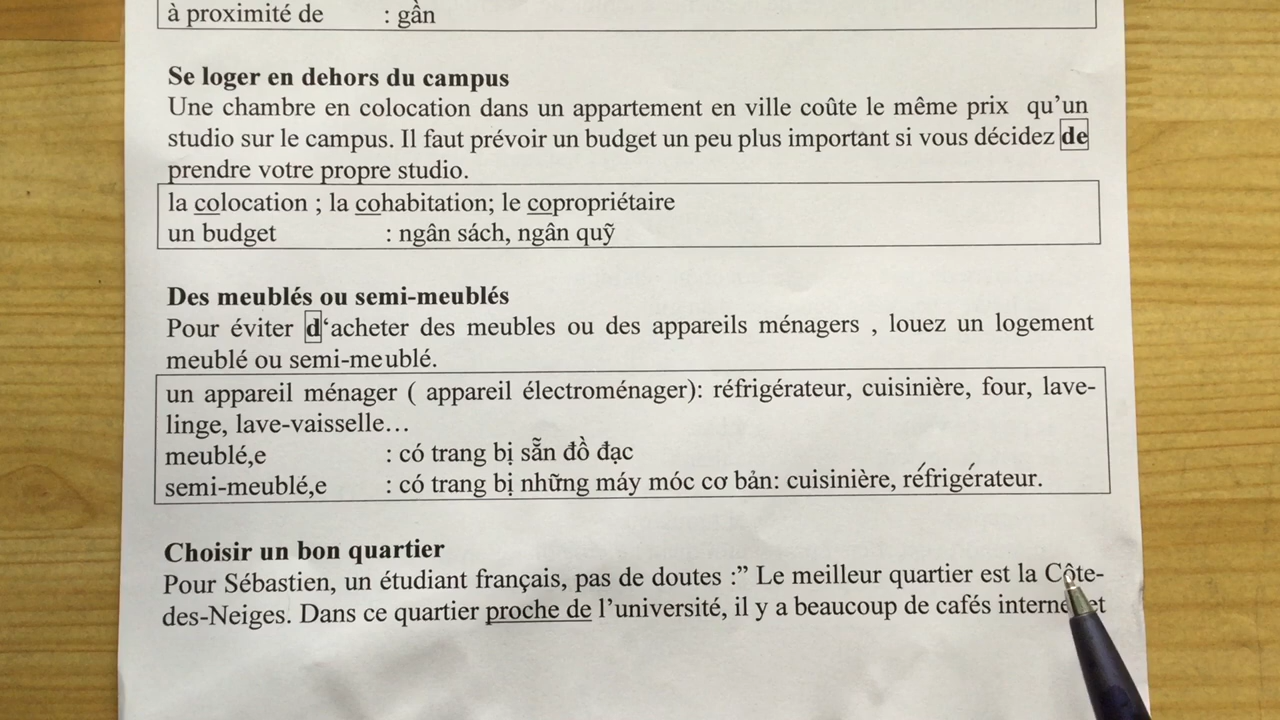 à proximité de : gần
Se loger en dehors du campus
Une chambre en colocation dans un appartement en ville coûte le même prix qu’un
studio sur le campus. Il faut prévoir un budget un peu plus important si vous décidez de
prendre votre propre studio.
la colocation ; la cohabitation; le copropriétaire
un budget : ngân sách, ngân quỹ
Des meublés ou semi-meublés
Pour éviter d‘acheter des meubles ou des appareils ménagers , louez un logement
meublé ou semi-meublé.
un appareil ménager ( appareil électroménager): réfrigérateur, cuisinière, four, lave-
linge, lave-vaisselle…
meublé,e : có trang bị sẵn đồ đạc
semi-meublé,e : có trang bị những máy móc cơ bản: cuisinière, réfrigérateur.
Choisir un bon quartier
Pour Sébastien, un étudiant français, pas de doutes :” Le meilleur quartier est la Côte-
des-Neiges. Dans ce quartier proche de l’université, il y a beaucoup de cafés et